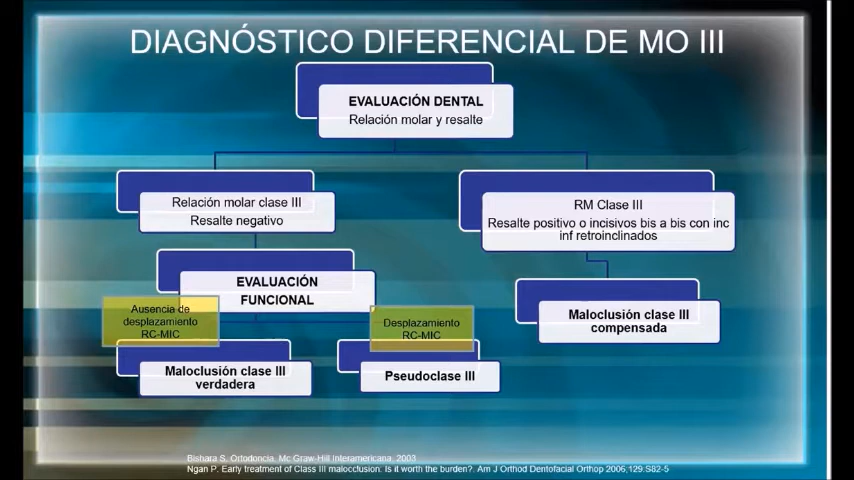 DIAGNÓSTICO DIFERENCIAL DE MO III
EVALUACIÓN DENTAL
Relación molar y resalte
Relación molar clase III
Resalte negativo
RM Clase III
Resalte positivo o incisivos bis a bis con inc
inf retroinclinados
EVALUACIÓN
FUNCIONAL
Ausencia de
desplazamiento
RC-MIC
Desplazamiento
RC-MIC
Maloclusión clase III
compensada
Maloclusión clase III
verdadera
Pseudoclase III
Bishara S, Ortodoncia. Mc Graw-Hill Interamericana. 2003
Ngan P. Early treatment of Class III malocclusion: Is it worth the burden?. Am J Orthod Dentofacial Orthop 2006;129:S82-5